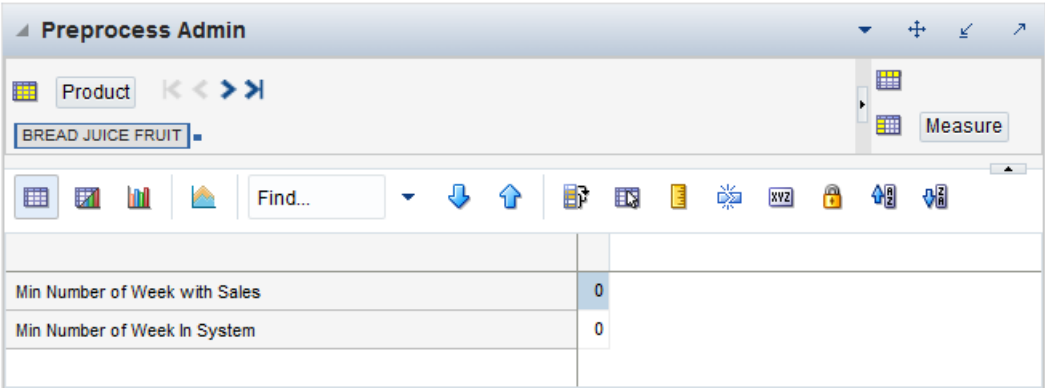 Preprocess Admin
Product
BREAD JUICE FRUIT
Measure
Find...
XYZ
A
Z
Z
A
Min Number of Week with Sales 0
Min Number of Week In System 0